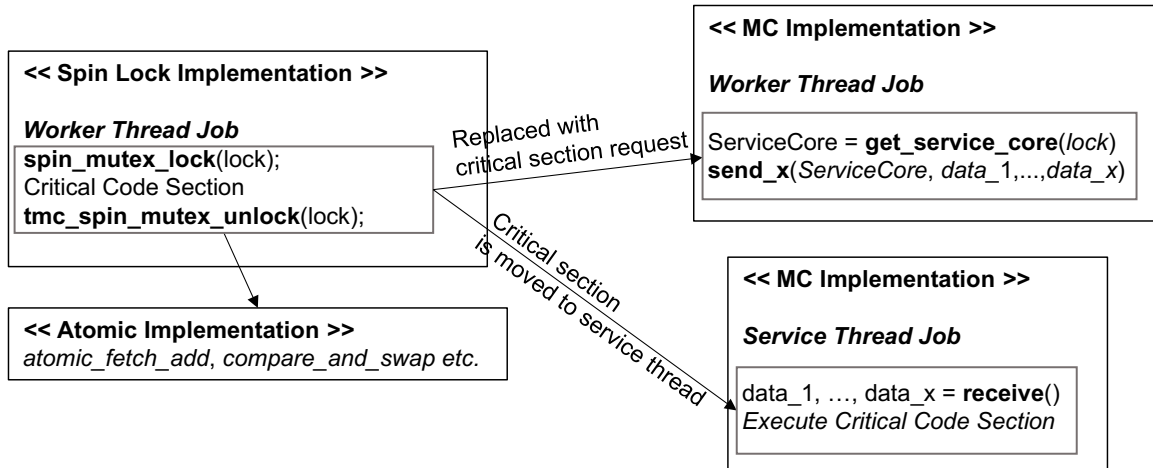 << Spin Lock Implementation >>
Worker Thread Job
spin_mutex_lock(lock);
Critical Code Section
tmc_spin_mutex_unlock(lock);
<< Atomic Implementation >>
atomic_fetch_add, compare_and_swap etc.
Replaced with
critical section request
Critical section
is moved to service thread
<< MC Implementation >>
Worker Thread Job
ServiceCore = get_service_core(lock)
send_x(ServiceCore, data_1,...,data_x)
<< MC Implementation >>
Service Thread Job
data_1, …, data_x = receive()
Execute Critical Code Section